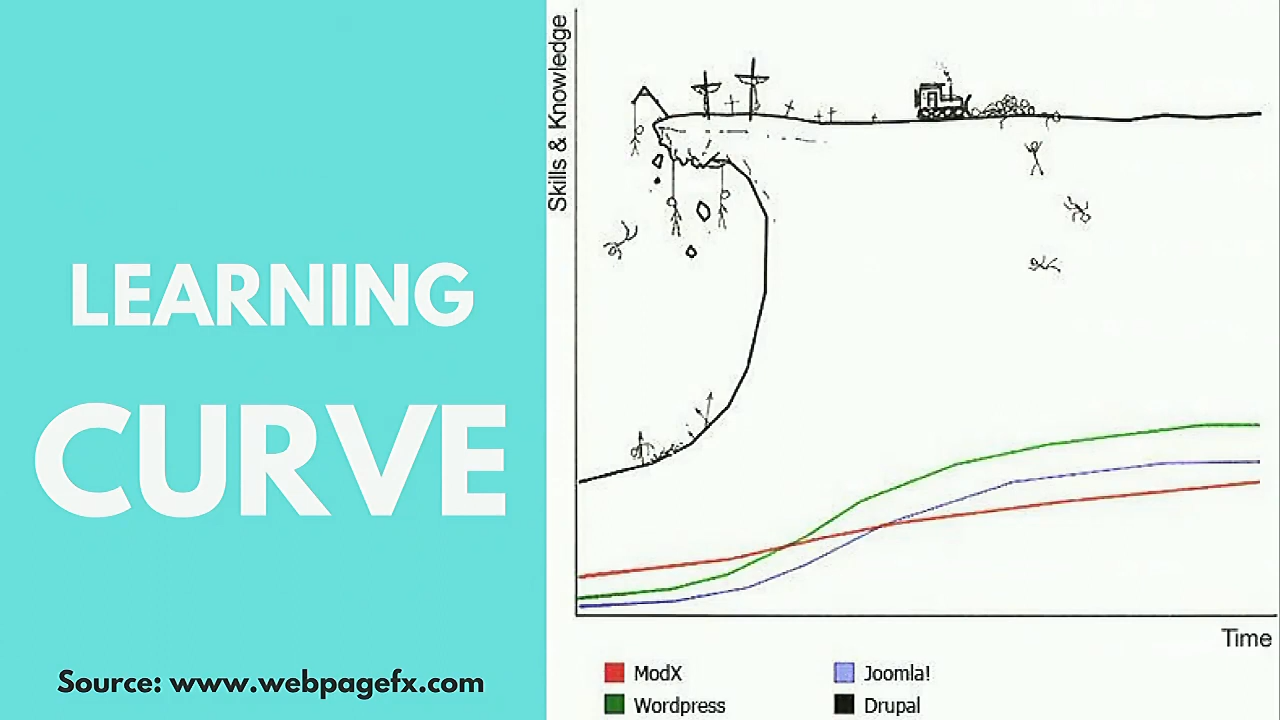 LEARNING
CURVE
Source: www.webpagefx.com
Skills & Knowledge
Time
ModX
Joomla!
Wordpress
Drupal